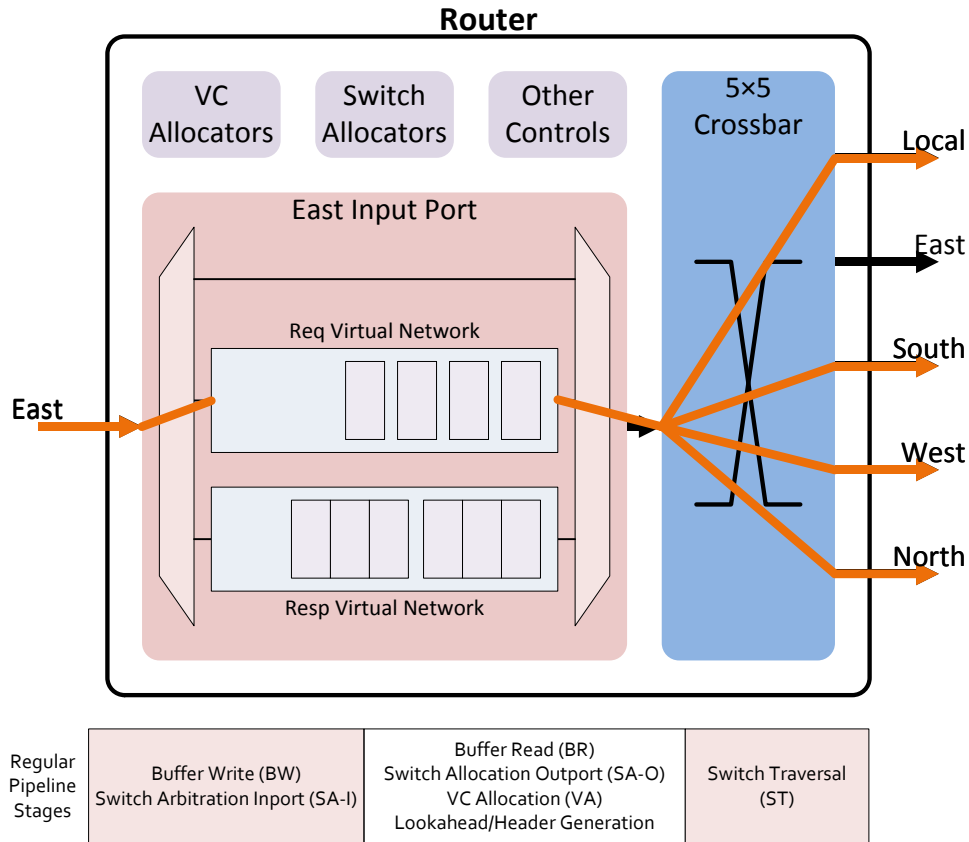 Router
VC
Allocators
Switch
Allocators
Other
Controls
5×5
Crossbar
Local
East Input Port
East
Req Virtual Network
South
East
West
North
Resp Virtual Network
Regular
Pipeline
Stages
Buffer Write (BW)
Switch Arbitration Inport (SA-I)
Buffer Read (BR)
Switch Allocation Outport (SA-O)
VC Allocation (VA)
Lookahead/Header Generation
Switch Traversal
(ST)